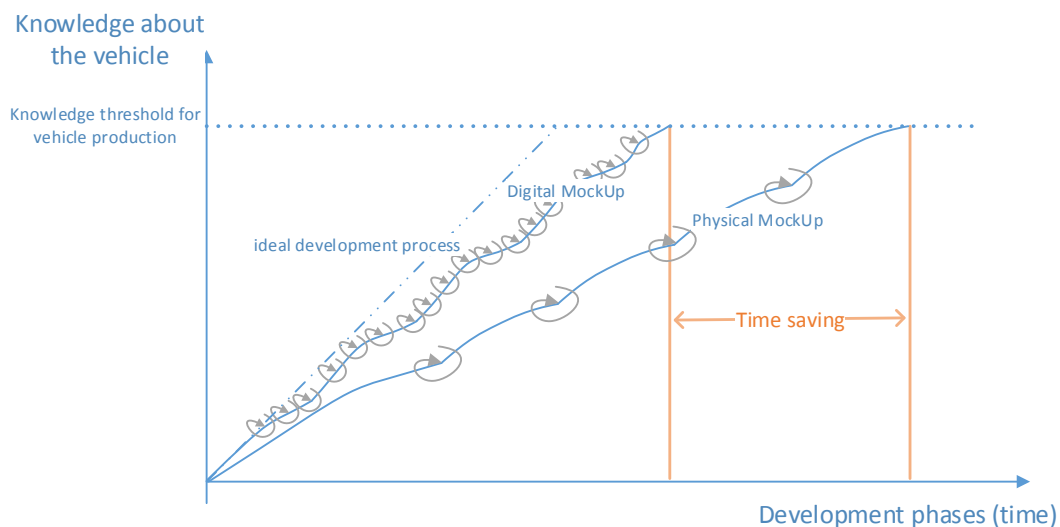 Knowledge about
the vehicle
Knowledge threshold for
vehicle production
Digital MockUp
Physical MockUp
ideal development process
Time saving
Development phases (time)